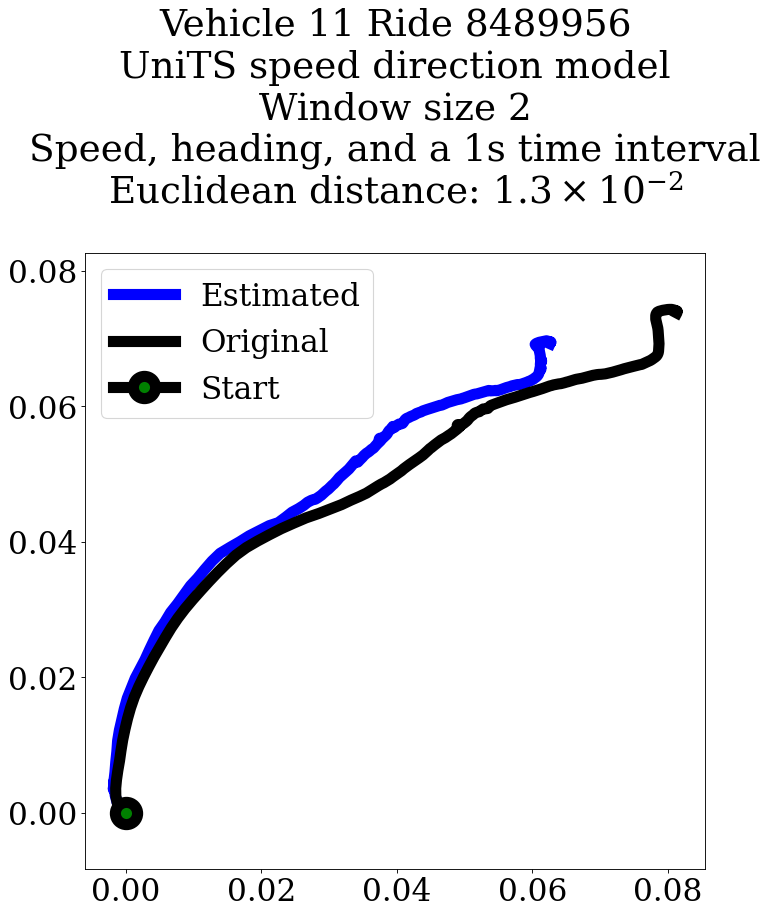 Vehicle 11 Ride 8489956
UniTS speed direction model
Window size 2
Speed, heading, and a 1s time interval
Euclidean distance: 1.3 × 10⁻²
0.08
0.06
0.04
0.02
0.00
Estimated
Original
Start
0.00 0.02 0.04 0.06 0.08